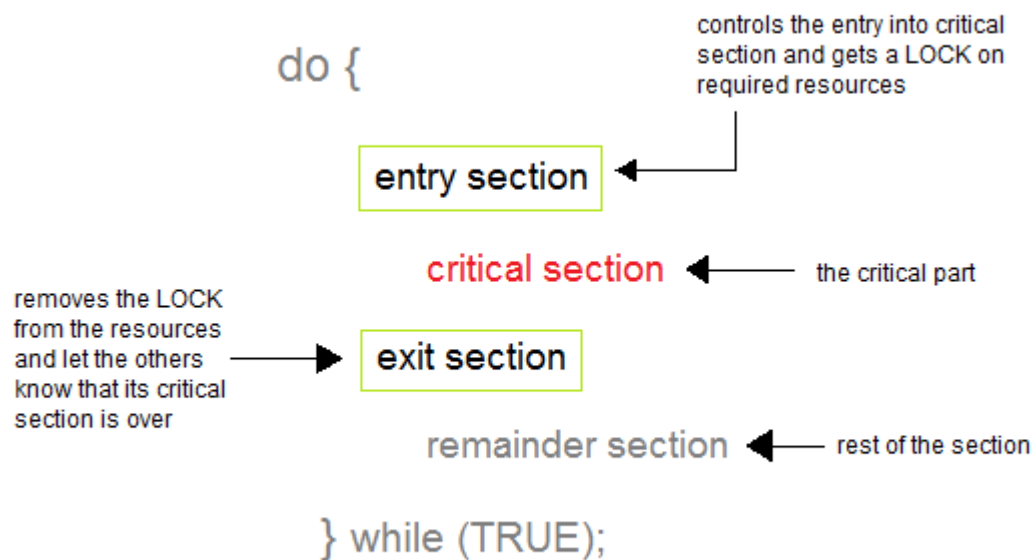 controls the entry into critical
section and gets a LOCK on
required resources
do {
entry section
critical section
the critical part
removes the LOCK
from the resources
and let the others
know that its critical
section is over
exit section
remainder section
rest of the section
} while (TRUE);